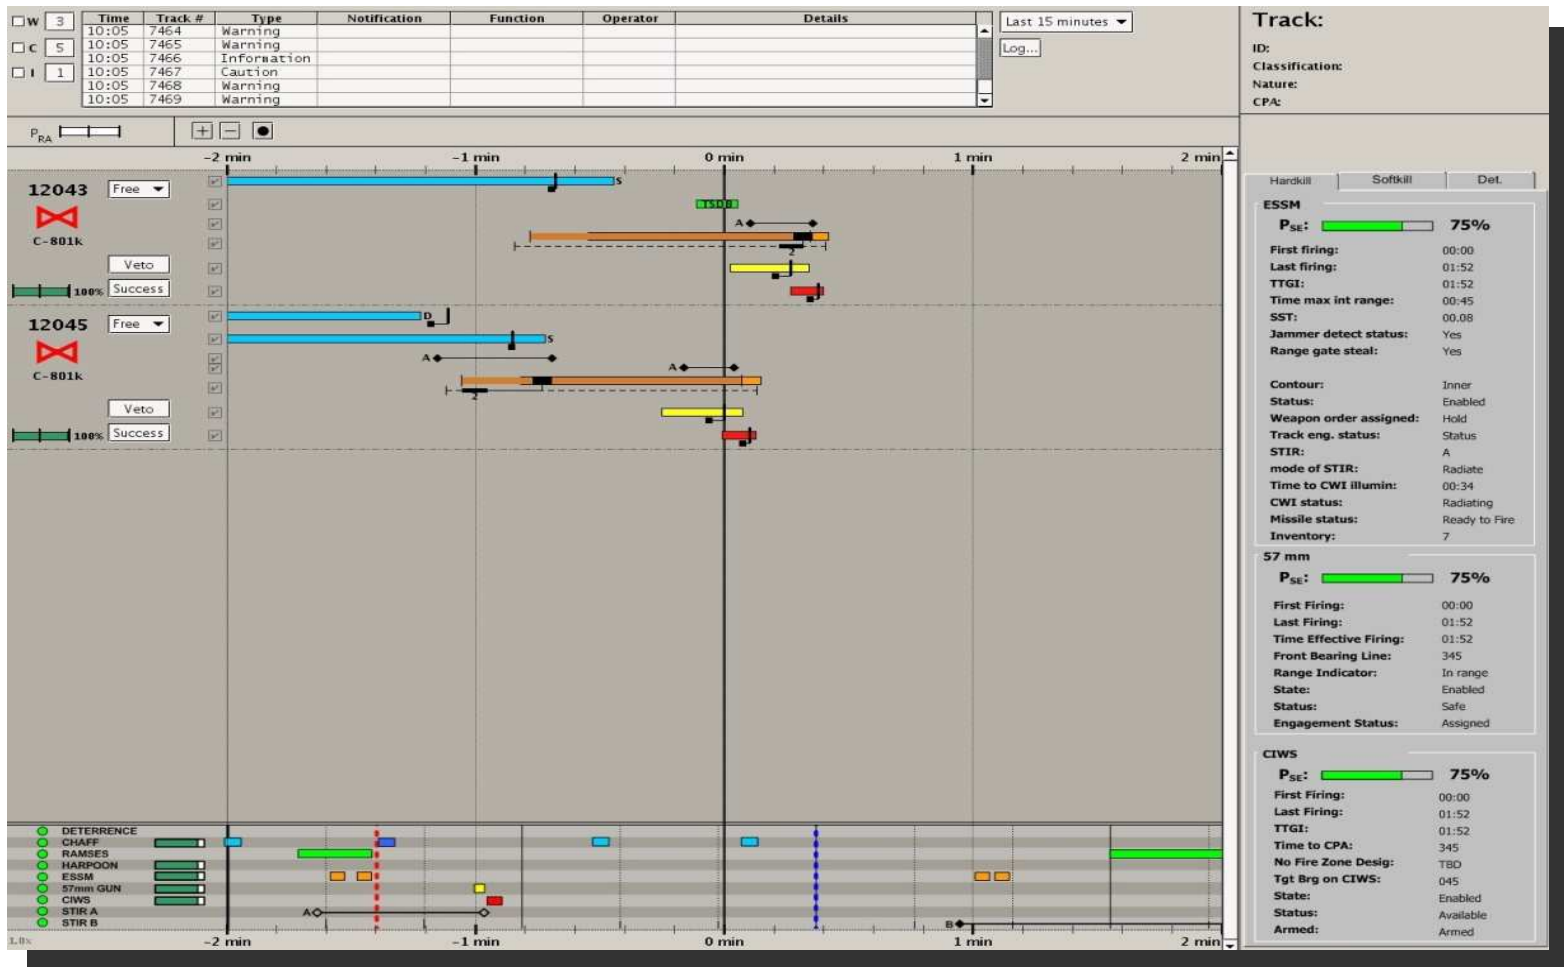 W 3
C 5
I 1
Time Track # Type Notification Function Operator Details
10:05 7464 Warning
10:05 7465 Warning
10:05 7466 Information
10:05 7467 Caution
10:05 7468 Warning
10:05 7469 Warning
Last 15 minutes
Log...
PRA
+ −
-2 min -1 min 0 min 1 min 2 min
12043 Free
S
A
C-801k
2
Veto
100% Success
12045 Free
D
S
A A
C-801k
2
Veto
100% Success
DETERRENCE
CHAFF
RAMSES
HARPOON
ESSM
57mm GUN
CIWS
STIR A A
STIR B B
1.0x -2 min -1 min 0 min 1 min 2 min
Track:
ID:
Classification:
Nature:
CPA:
Hardkill Softkill Det.
ESSM
PSE: 75%
First firing: 00:00
Last firing: 01:52
TTGI: 01:52
Time max int range: 00:45
SST: 00.08
Jammer detect status: Yes
Range gate steal: Yes
Contour: Inner
Status: Enabled
Weapon order assigned: Hold
Track eng. status: Status
STIR: A
mode of STIR: Radiate
Time to CWI illumin: 00:34
CWI status: Radiating
Missile status: Ready to Fire
Inventory: 7
57 mm
PSE: 75%
First Firing: 00:00
Last Firing: 01:52
Time Effective Firing: 01:52
Front Bearing Line: 345
Range Indicator: In range
State: Enabled
Status: Safe
Engagement Status: Assigned
CIWS
PSE: 75%
First Firing: 00:00
Last Firing: 01:52
TTGI: 01:52
Time to CPA: 345
No Fire Zone Desig: TBD
Tgt Brg on CIWS: 045
State: Enabled
Status: Available
Armed: Armed